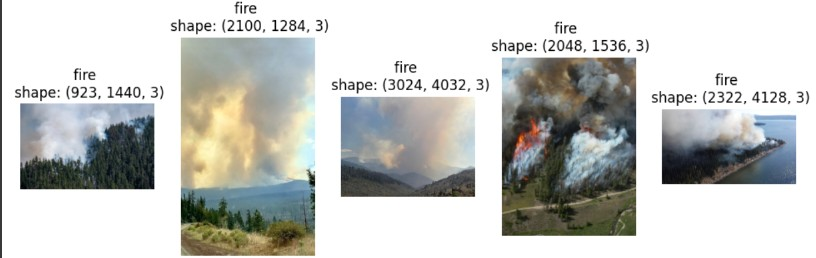 fire
shape: (923, 1440, 3)
fire
shape: (2100, 1284, 3)
fire
shape: (3024, 4032, 3)
fire
shape: (2048, 1536, 3)
fire
shape: (2322, 4128, 3)